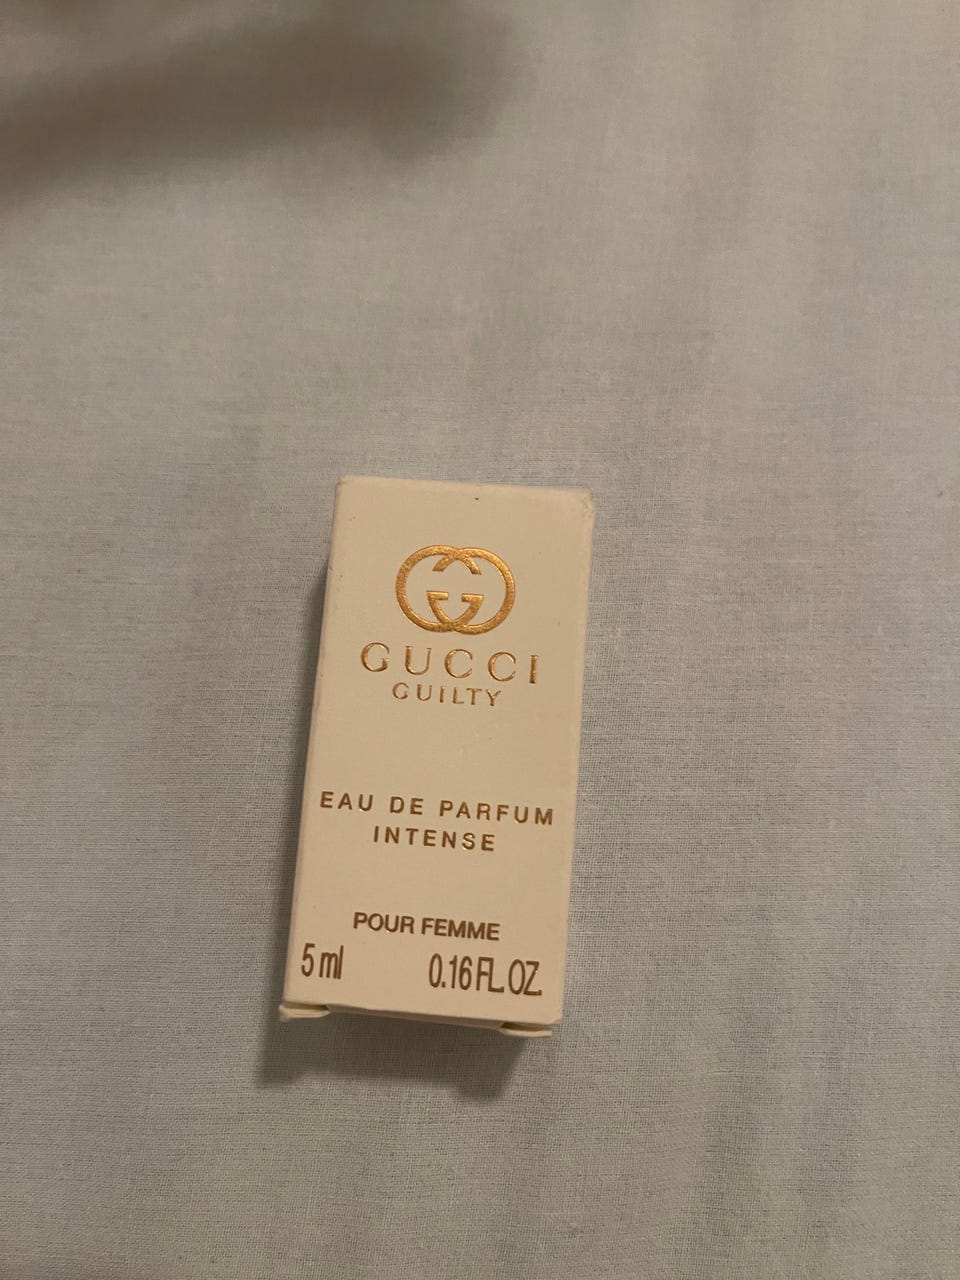 GUCCI
GUILTY
EAU DE PARFUM
INTENSE
POUR FEMME
5 ml 0.16 FL. OZ.